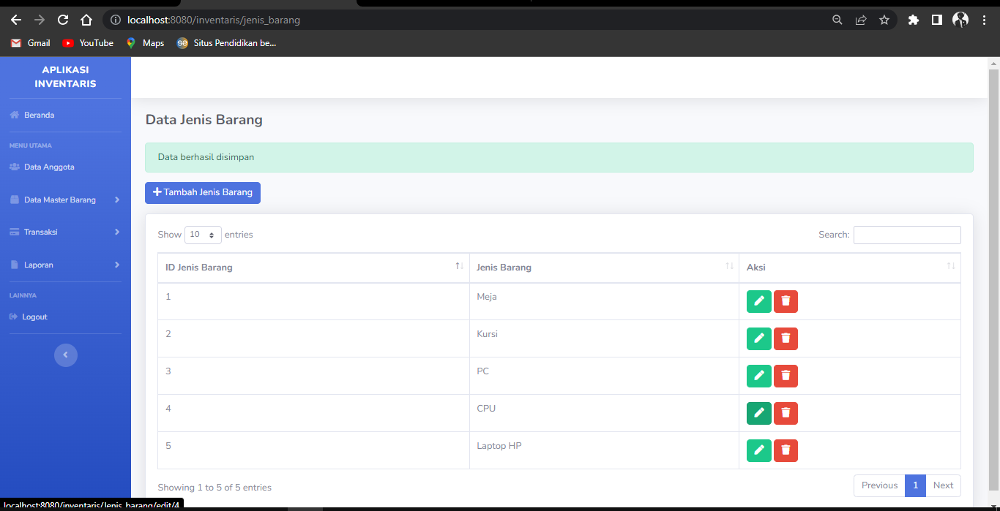 localhost:8080/inventaris/jenis_barang
Gmail YouTube Maps Situs Pendidikan be...
APLIKASI
INVENTARIS
Beranda
MENU UTAMA
Data Anggota
Data Master Barang
Transaksi
Laporan
LAINNYA
Logout
Data Jenis Barang
Data berhasil disimpan
Tambah Jenis Barang
Show 10 entries Search:
ID Jenis Barang Jenis Barang Aksi
1 Meja
2 Kursi
3 PC
4 CPU
5 Laptop HP
Showing 1 to 5 of 5 entries Previous 1 Next
localhost:8080/inventaris/Jenis_barang/edit/4